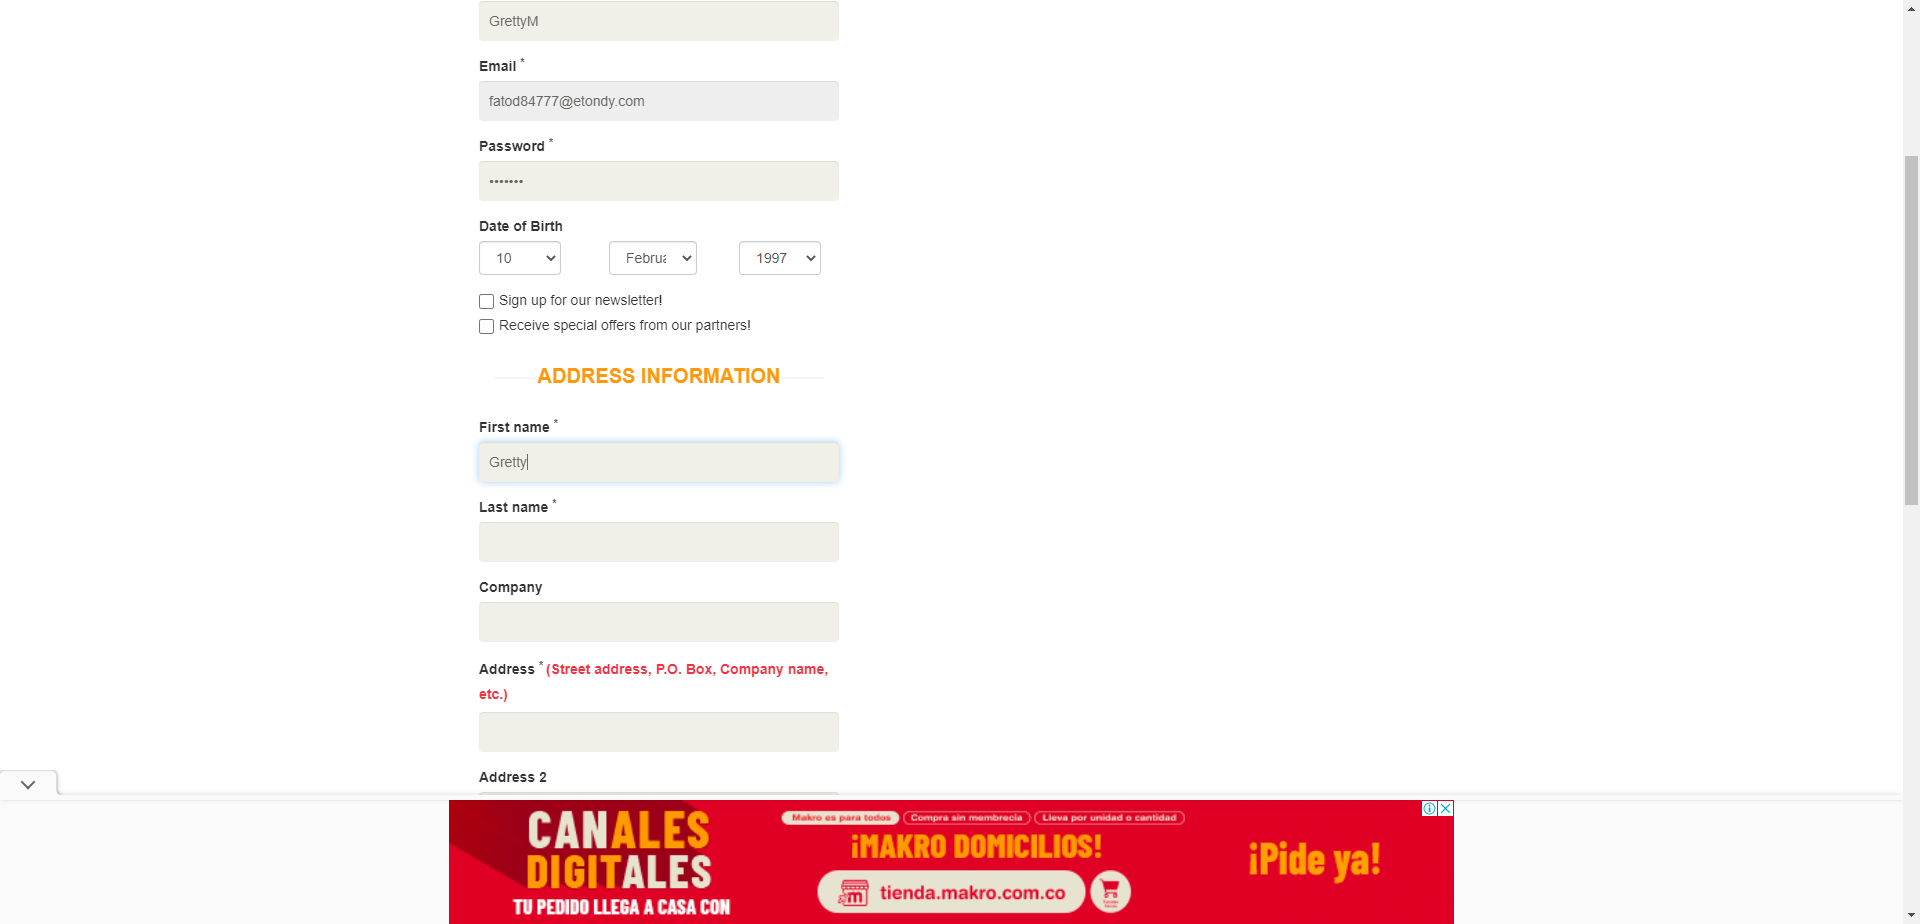 GrettyM
Email *
fatod84777@etondy.com
Password *
•••••••
Date of Birth
10 Februa 1997
Sign up for our newsletter!
Receive special offers from our partners!
ADDRESS INFORMATION
First name *
Gretty
Last name *
Company
Address * (Street address, P.O. Box, Company name,
etc.)
Address 2
CANALES
DIGITALES
TU PEDIDO LLEGA A CASA CON
Makro es para todos Compra sin membrecia Lleva por unidad o cantidad
¡MAKRO DOMICILIOS!
m tienda.makro.com.co
¡Pide ya!